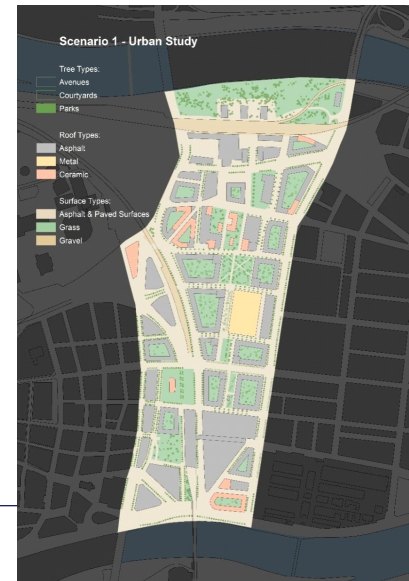 Scenario 1 - Urban Study
Tree Types:
Avenues
Courtyards
Parks
Roof Types:
Asphalt
Metal
Ceramic
Surface Types:
Asphalt & Paved Surfaces
Grass
Gravel